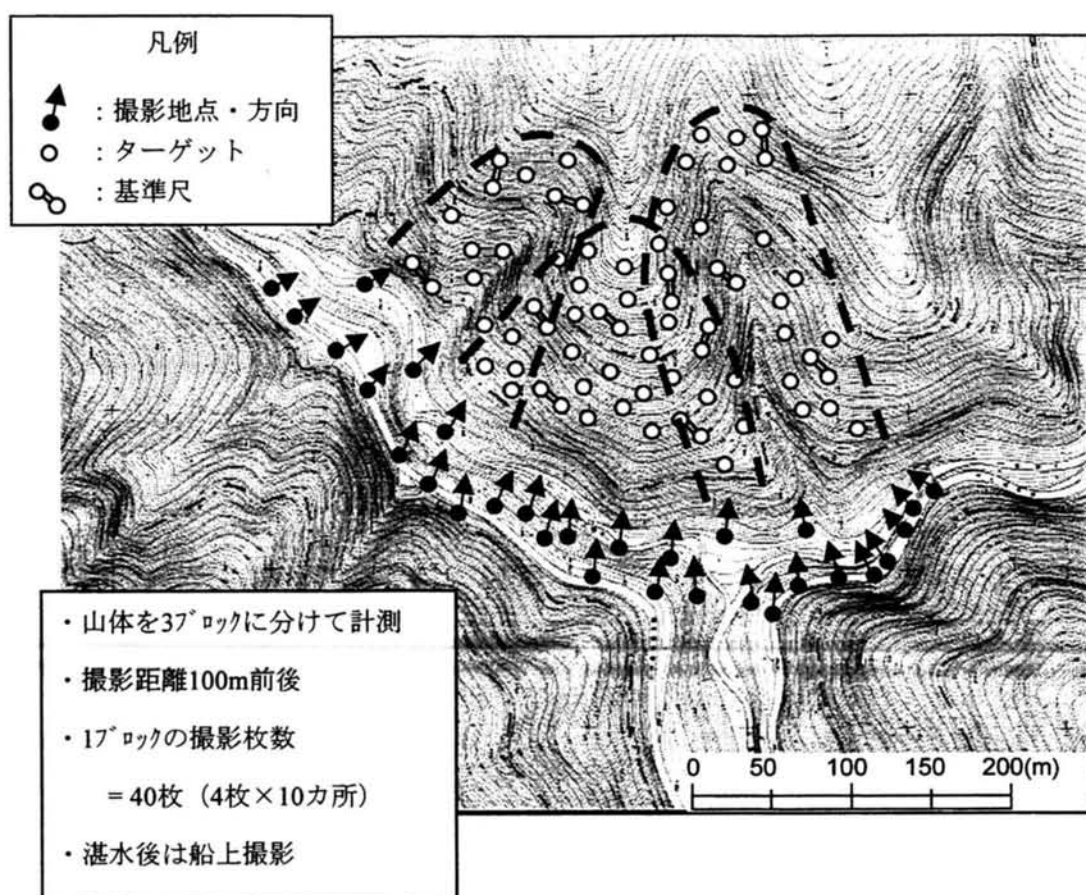 凡例
：撮影地点・方向
：ターゲット
：基準尺
・山体を3ﾌﾞﾛｯｸに分けて計測
・撮影距離100m前後
・1ﾌﾞﾛｯｸの撮影枚数
= 40枚（4枚×10カ所）
・湛水後は船上撮影
0 50 100 150 200(m)